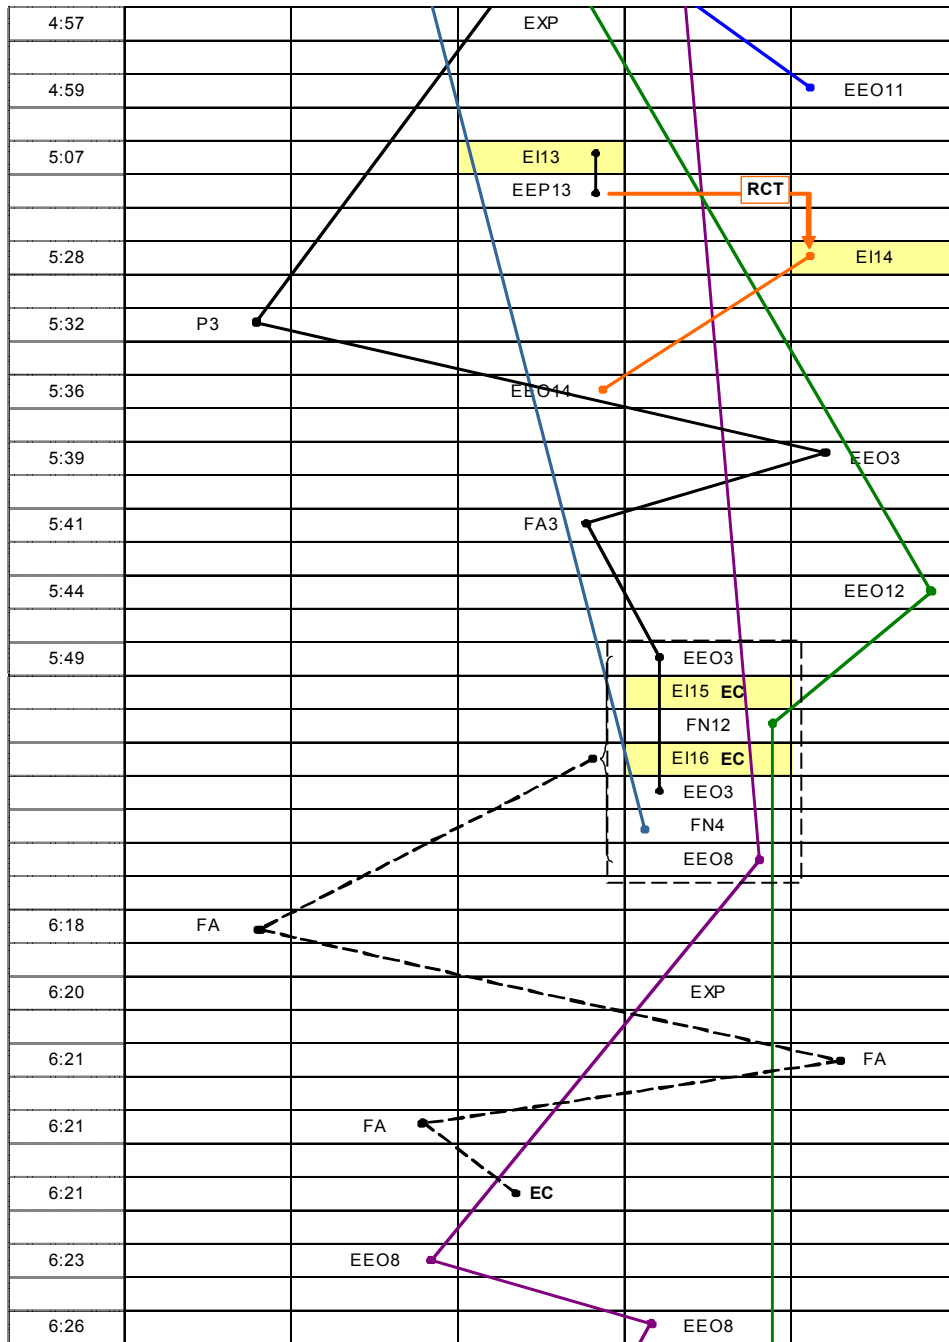 4:57 EXP
4:59 EEO11
5:07 EI13
EEP13 RCT
5:28 EI14
5:32 P3
5:36 EEO14
5:39 EEO3
5:41 FA3
5:44 EEO12
5:49 EEO3
EI15 EC
FN12
EI16 EC
EEO3
FN4
EEO8
6:18 FA
6:20 EXP
6:21 FA
6:21 FA
6:21 EC
6:23 EEO8
6:26 EEO8